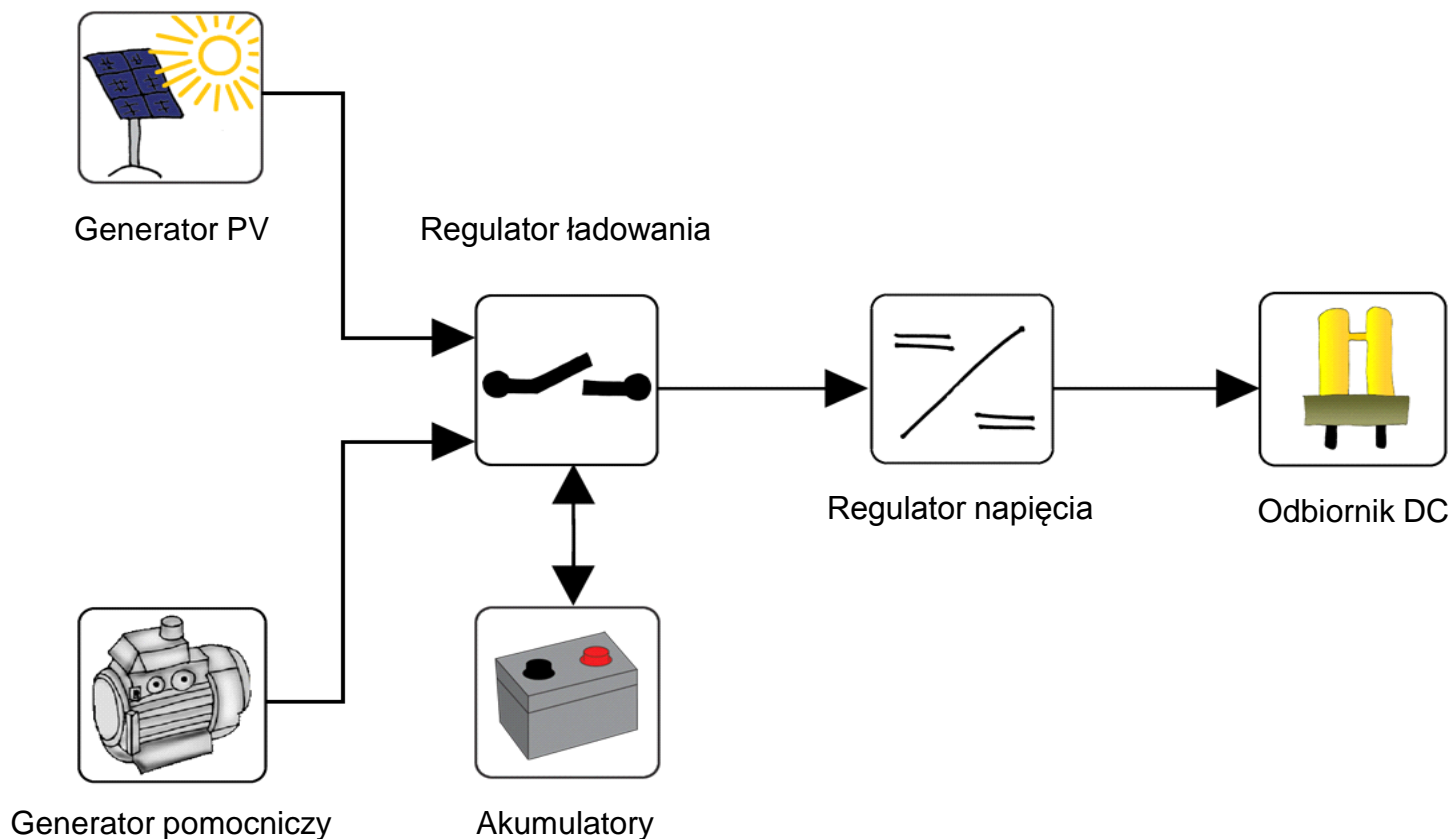 Generator PV
Regulator ładowania
Regulator napięcia
Odbiornik DC
Generator pomocniczy
Akumulatory